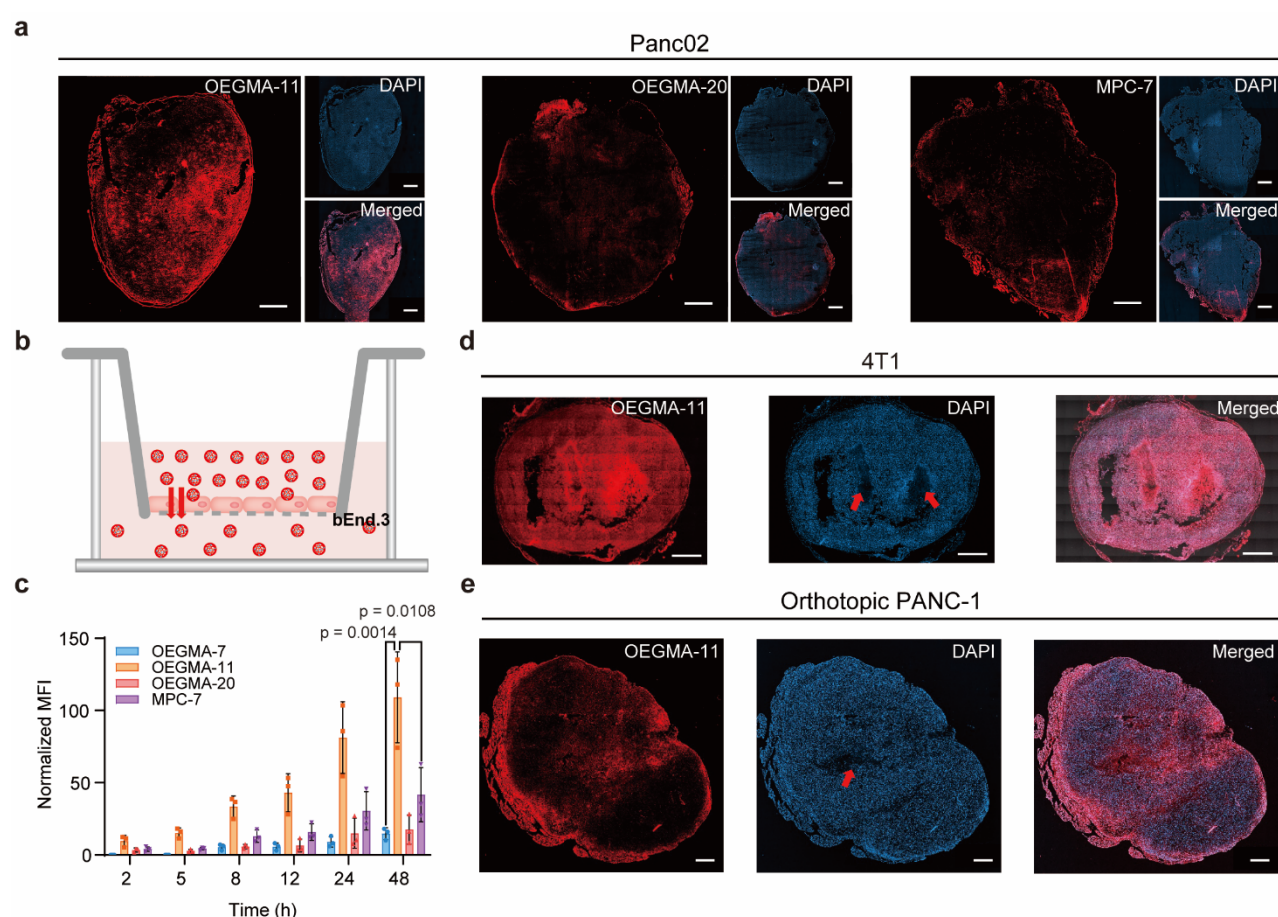 a
Panc02
OEGMA-11
DAPI
Merged
OEGMA-20
DAPI
Merged
MPC-7
DAPI
Merged
b
bEnd.3
c
p = 0.0108
p = 0.0014
150
100
50
0
Normalized MFI
OEGMA-7
OEGMA-11
OEGMA-20
MPC-7
2 5 8 12 24 48
Time (h)
d
4T1
OEGMA-11
DAPI
Merged
e
Orthotopic PANC-1
OEGMA-11
DAPI
Merged